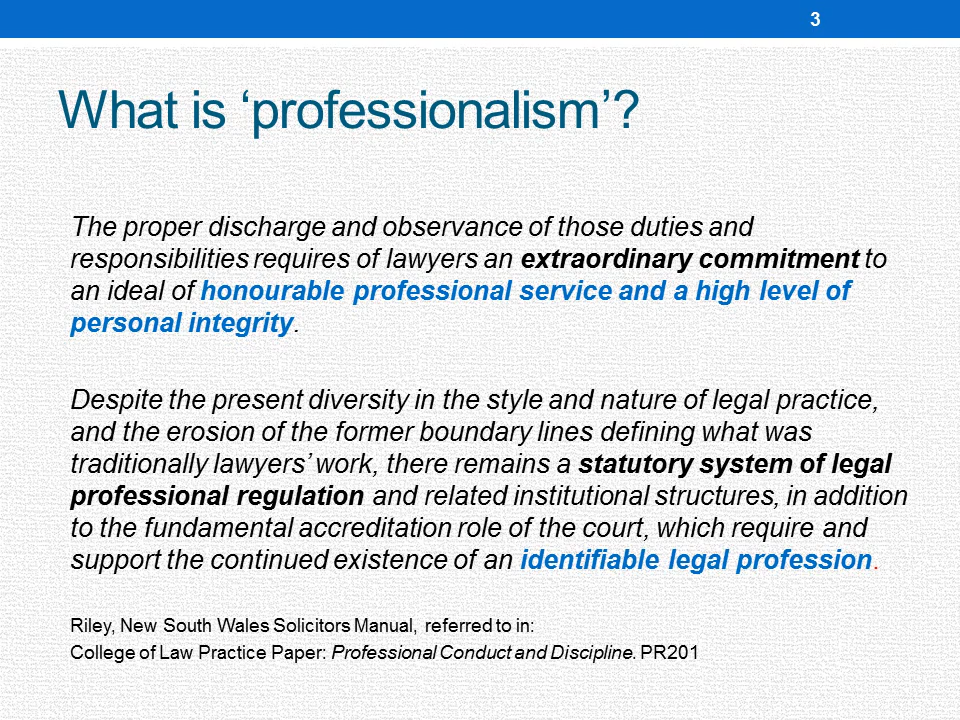 3
What is ‘professionalism’?
The proper discharge and observance of those duties and
responsibilities requires of lawyers an extraordinary commitment to
an ideal of honourable professional service and a high level of
personal integrity.
Despite the present diversity in the style and nature of legal practice,
and the erosion of the former boundary lines defining what was
traditionally lawyers’ work, there remains a statutory system of legal
professional regulation and related institutional structures, in addition
to the fundamental accreditation role of the court, which require and
support the continued existence of an identifiable legal profession.
Riley, New South Wales Solicitors Manual, referred to in:
College of Law Practice Paper: Professional Conduct and Discipline. PR201